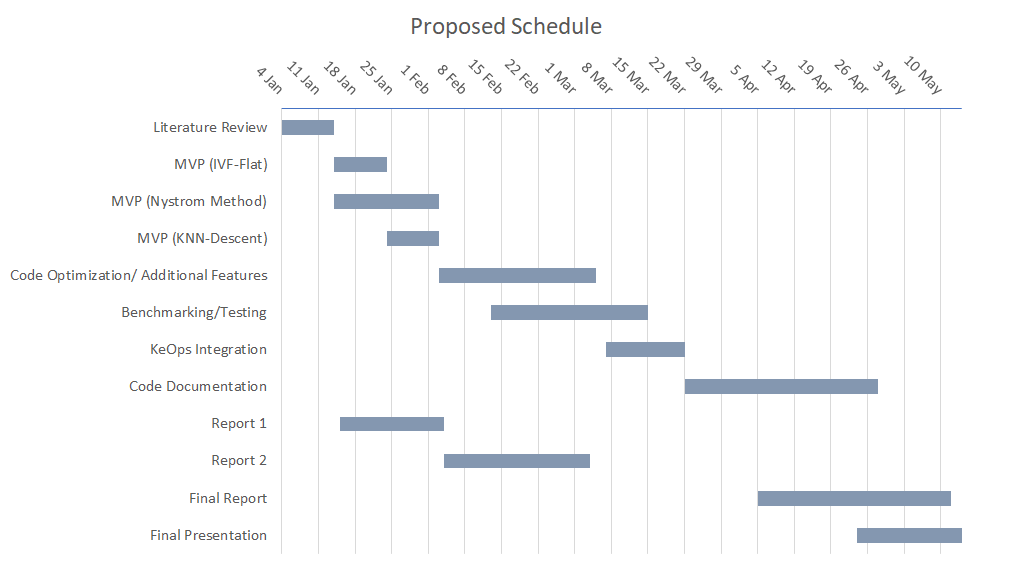 Proposed Schedule
4 Jan
11 Jan
18 Jan
25 Jan
1 Feb
8 Feb
15 Feb
22 Feb
1 Mar
8 Mar
15 Mar
22 Mar
29 Mar
5 Apr
12 Apr
19 Apr
26 Apr
3 May
10 May
Literature Review
MVP (IVF-Flat)
MVP (Nystrom Method)
MVP (KNN-Descent)
Code Optimization/ Additional Features
Benchmarking/Testing
KeOps Integration
Code Documentation
Report 1
Report 2
Final Report
Final Presentation